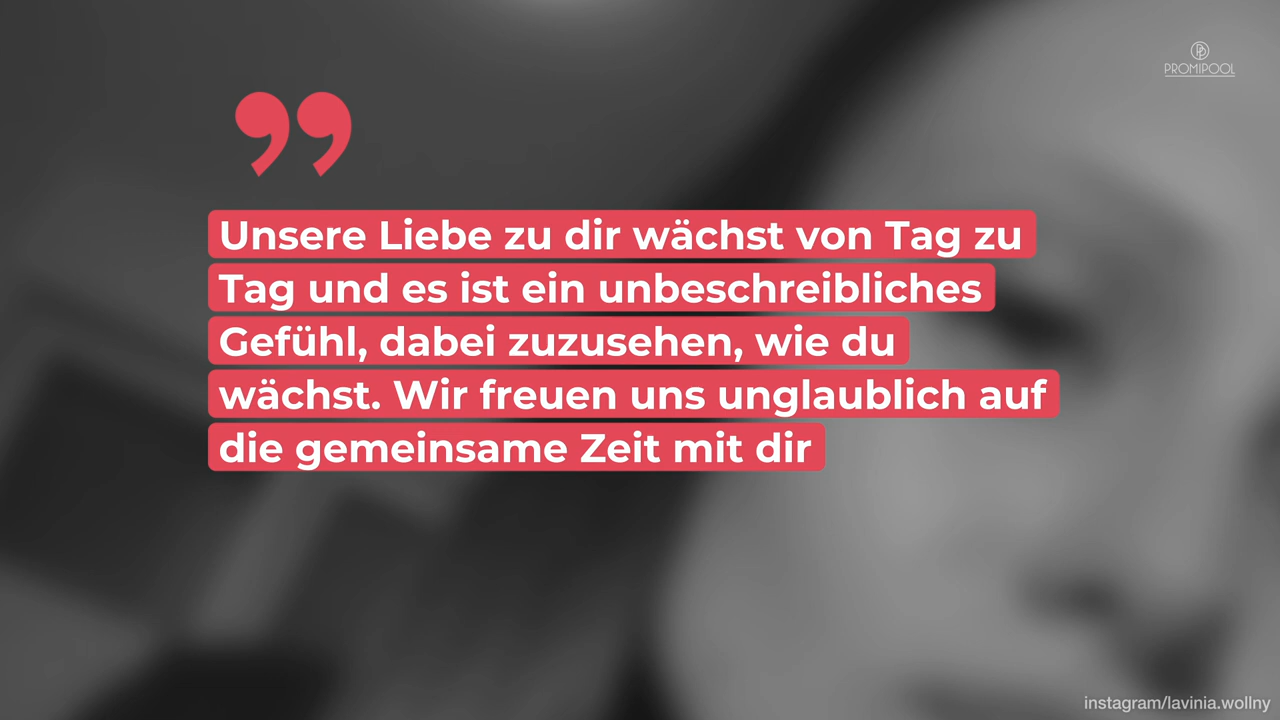 PROMIPOOL
Unsere Liebe zu dir wächst von Tag zu
Tag und es ist ein unbeschreibliches
Gefühl, dabei zuzusehen, wie du
wächst. Wir freuen uns unglaublich auf
die gemeinsame Zeit mit dir
instagram/lavinia.wollny